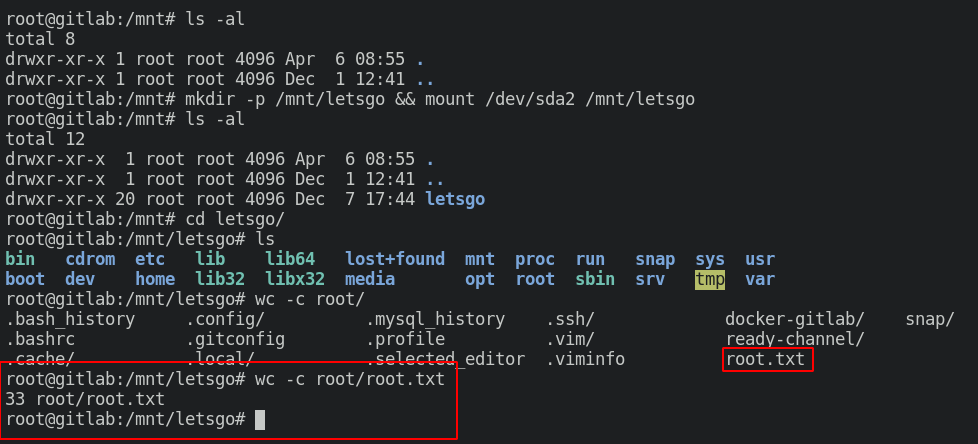 root@gitlab:/mnt# ls -al
total 8
drwxr-xr-x 1 root root 4096 Apr  6 08:55 .
drwxr-xr-x 1 root root 4096 Dec  1 12:41 ..
root@gitlab:/mnt# mkdir -p /mnt/letsgo && mount /dev/sda2 /mnt/letsgo
root@gitlab:/mnt# ls -al
total 12
drwxr-xr-x  1 root root 4096 Apr  6 08:55 .
drwxr-xr-x  1 root root 4096 Dec  1 12:41 ..
drwxr-xr-x 20 root root 4096 Dec  7 17:44 letsgo
root@gitlab:/mnt# cd letsgo/
root@gitlab:/mnt/letsgo# ls
bin   cdrom  etc   lib    lib64   lost+found  mnt  proc  run   snap  sys  usr
boot  dev    home  lib32  libx32  media       opt  root  sbin  srv   tmp  var
root@gitlab:/mnt/letsgo# wc -c root/
.bash_history     .config/          .mysql_history    .ssh/             docker-gitlab/    snap/
.bashrc           .gitconfig        .profile          .vim/             ready-channel/
.cache/           .local/           .selected_editor  .viminfo          root.txt
root@gitlab:/mnt/letsgo# wc -c root/root.txt
33 root/root.txt
root@gitlab:/mnt/letsgo#